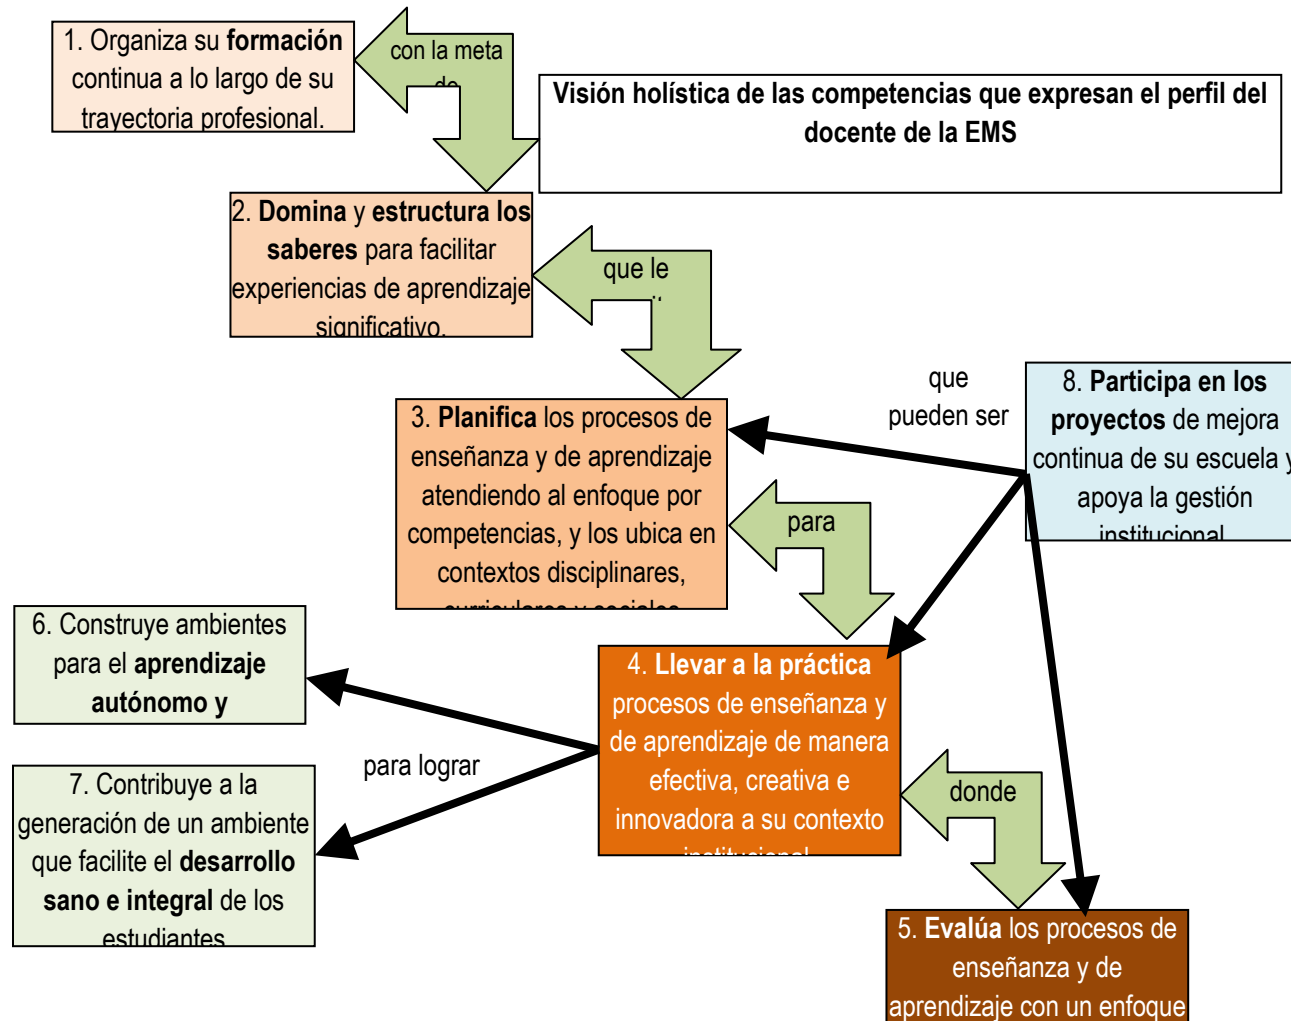 1. Organiza su formación
continua a lo largo de su
trayectoria profesional.
con la meta
de
Visión holística de las competencias que expresan el perfil del
docente de la EMS
2. Domina y estructura los
saberes para facilitar
experiencias de aprendizaje
significativo.
que le
3. Planifica los procesos de
enseñanza y de aprendizaje
atendiendo al enfoque por
competencias, y los ubica en
contextos disciplinares,
curriculares y sociales
que
pueden ser
8. Participa en los
proyectos de mejora
continua de su escuela y
apoya la gestión
institucional
para
4. Llevar a la práctica
procesos de enseñanza y
de aprendizaje de manera
efectiva, creativa e
innovadora a su contexto
institucional
6. Construye ambientes
para el aprendizaje
autónomo y
para lograr
7. Contribuye a la
generación de un ambiente
que facilite el desarrollo
sano e integral de los
estudiantes
donde
5. Evalúa los procesos de
enseñanza y de
aprendizaje con un enfoque